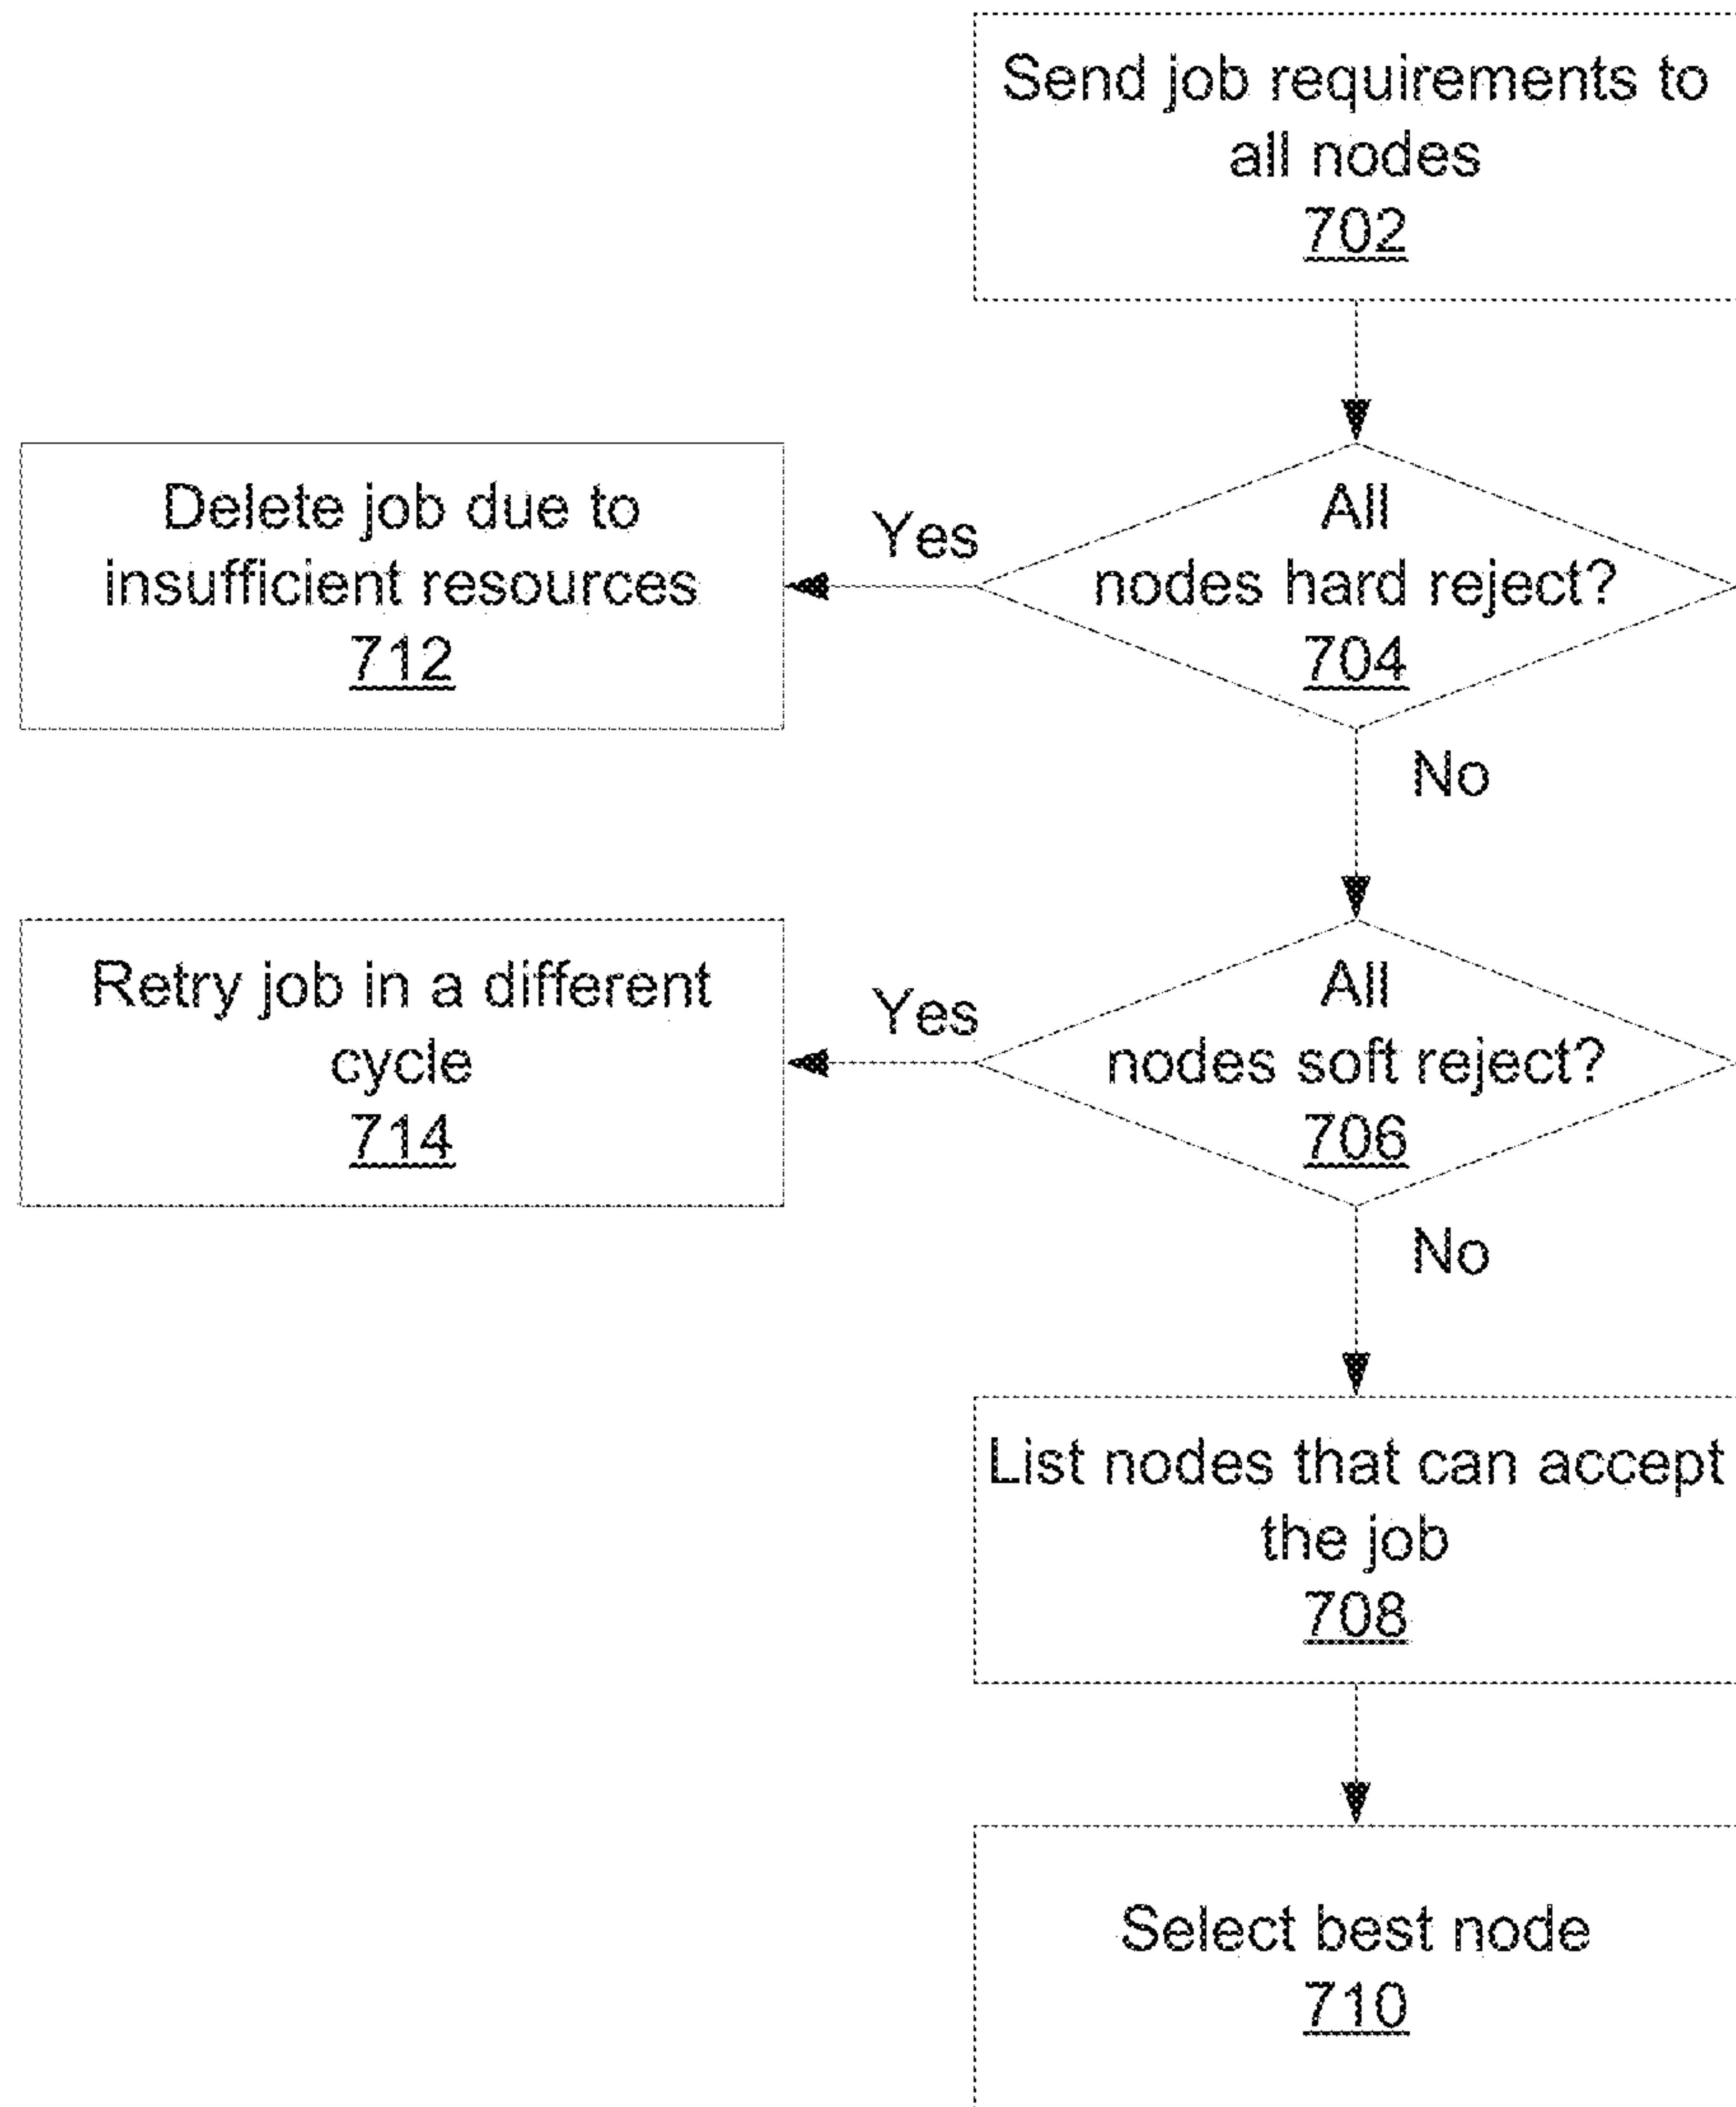 Send job requirements to
all nodes
702
All
nodes hard reject?
704
Yes
Delete job due to
insufficient resources
712
No
All
nodes soft reject?
706
Yes
Retry job in a different
cycle
714
No
List nodes that can accept
the job
708
Select best node
710